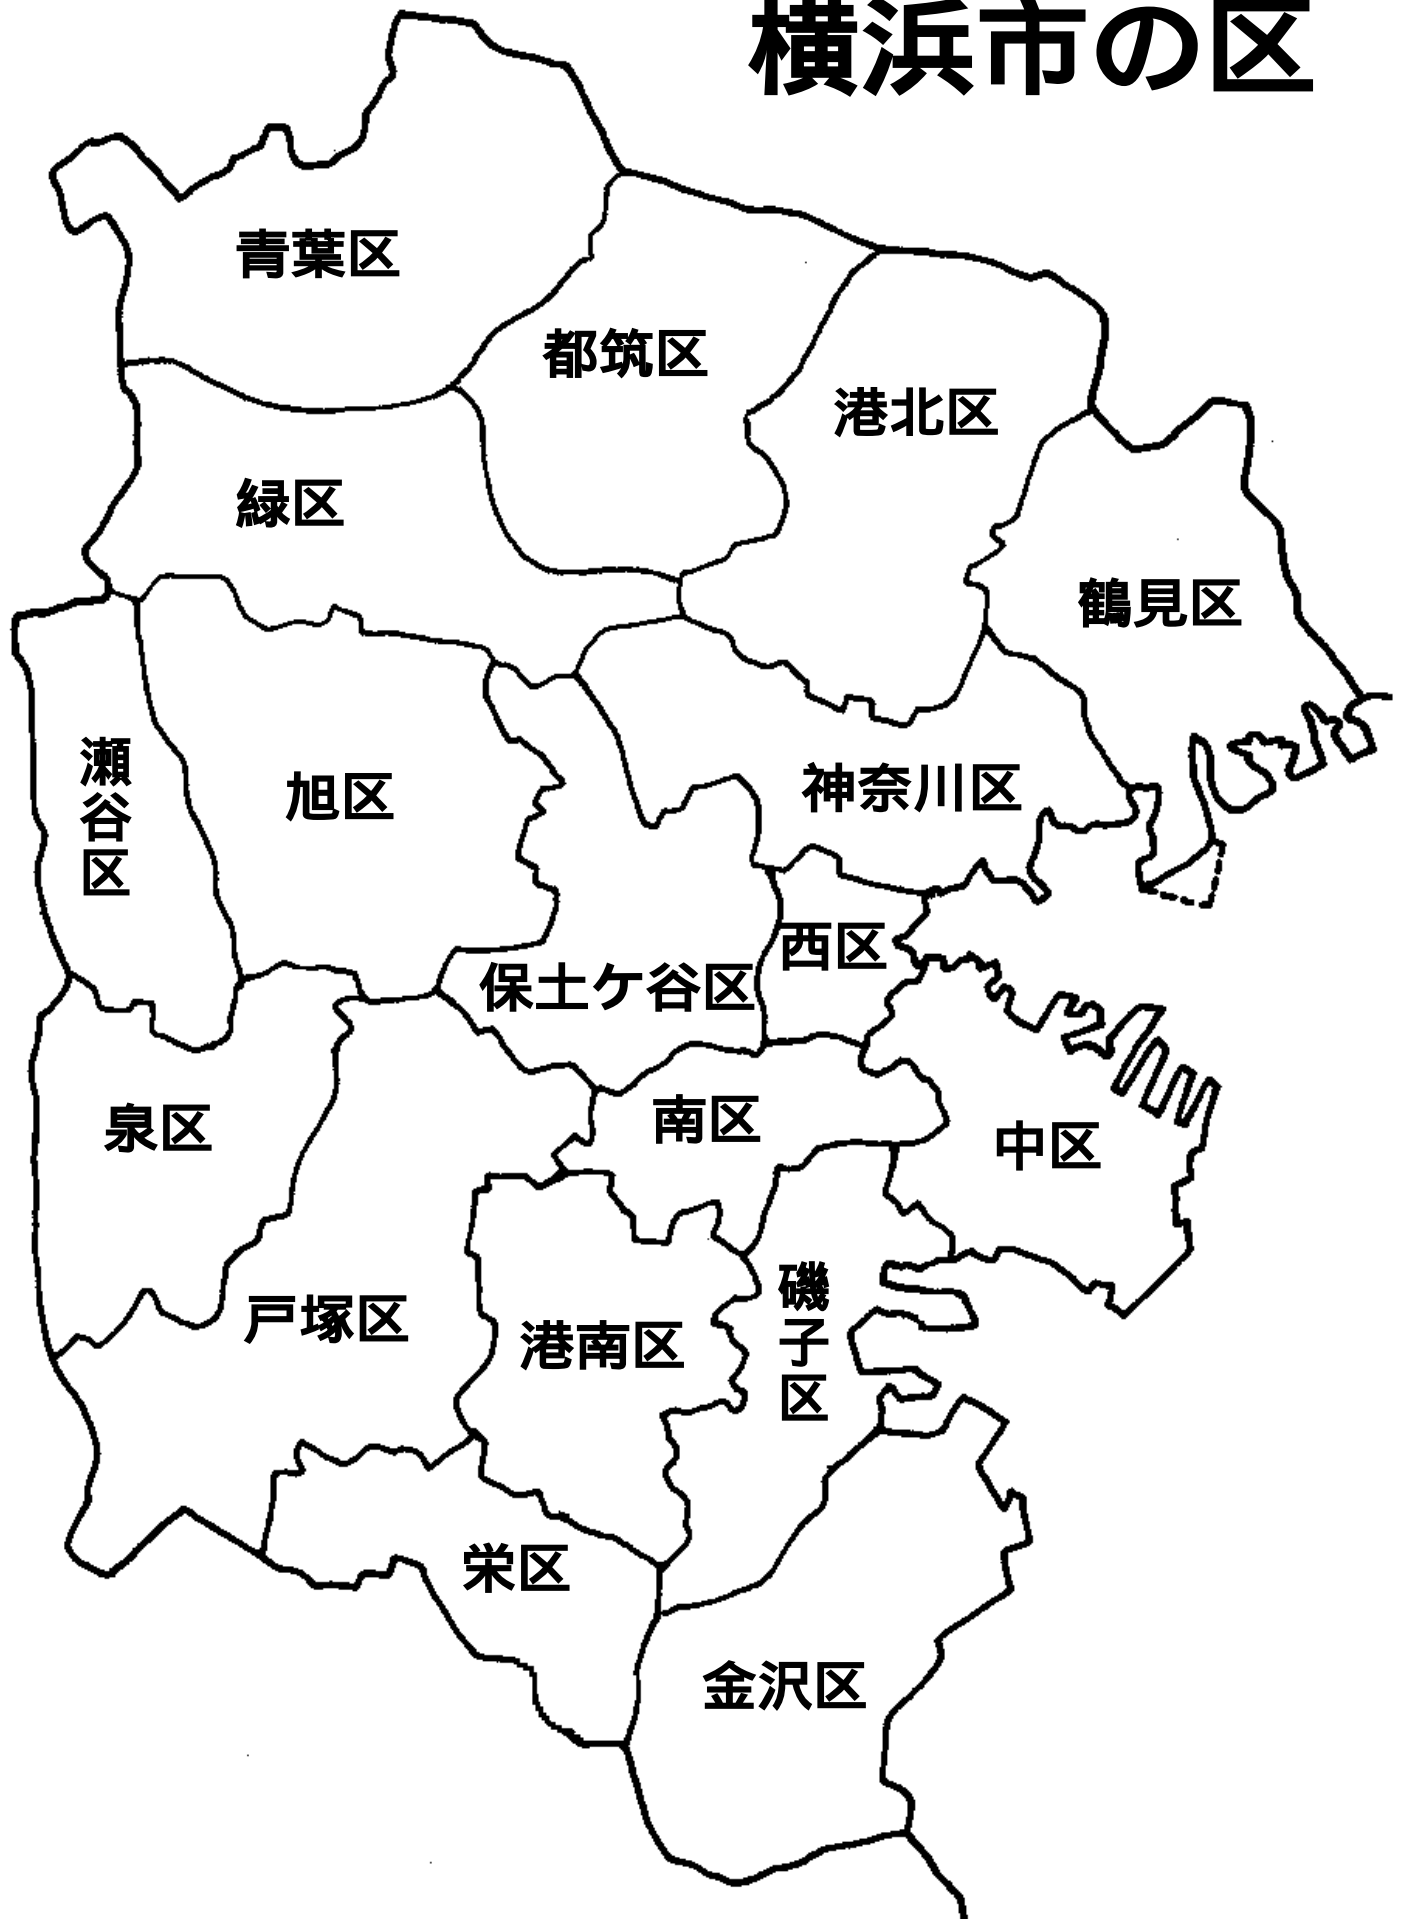 横浜市の区
青葉区
都筑区
港北区
緑区
鶴見区
瀬谷区
旭区
神奈川区
西区
保土ケ谷区
泉区
南区
中区
戸塚区
港南区
磯子区
栄区
金沢区